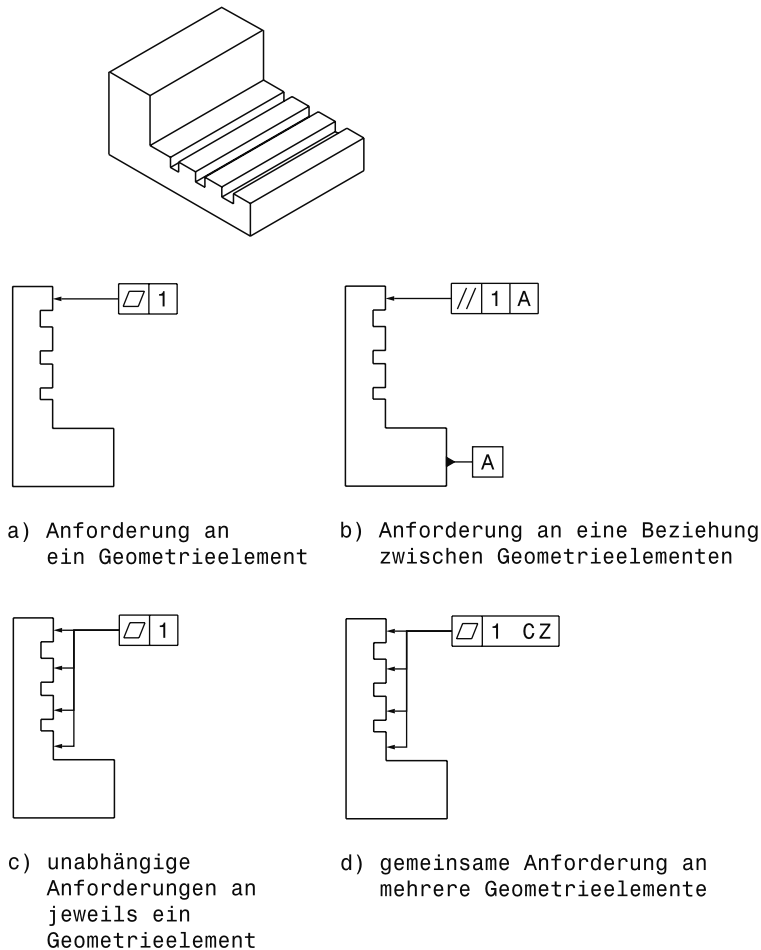 1
// 1 A
A
a) Anforderung an
ein Geometrieelement
b) Anforderung an eine Beziehung
zwischen Geometrieelementen
1
1 CZ
c) unabhängige
Anforderungen an
jeweils ein
Geometrieelement
d) gemeinsame Anforderung an
mehrere Geometrieelemente